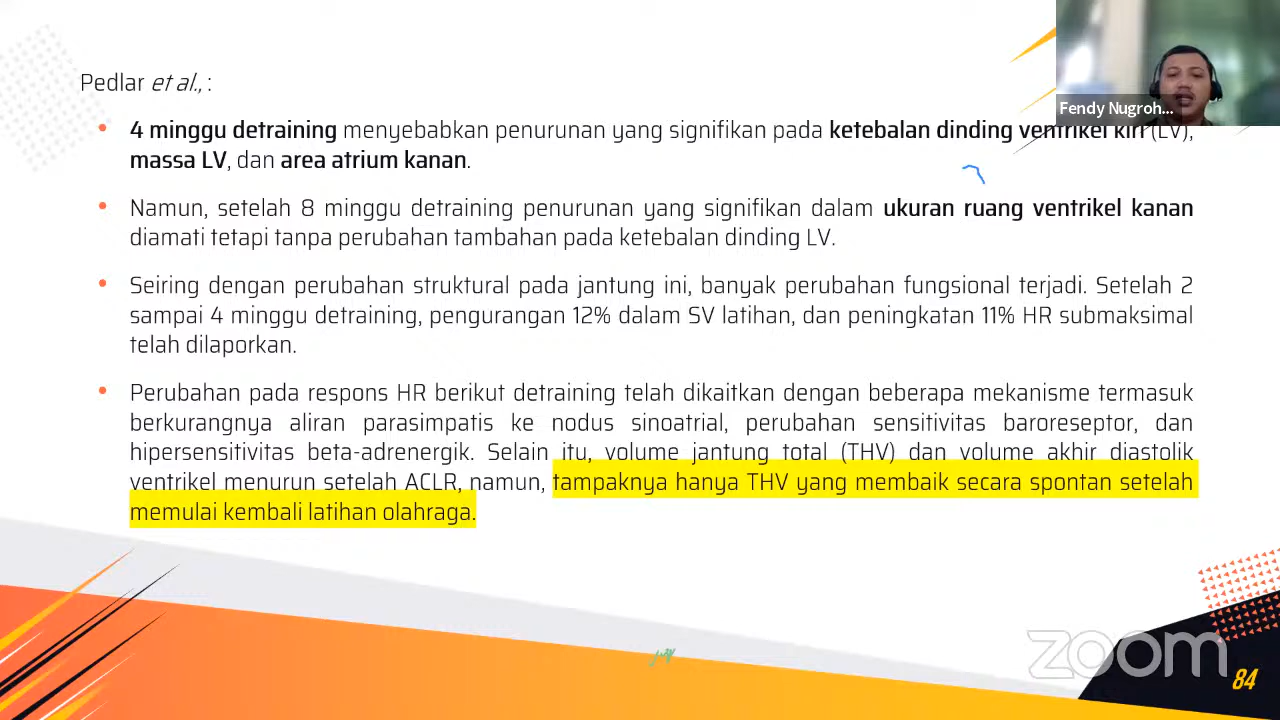 Pedlar et al., :
Fendy Nugroh...
• 4 minggu detraining menyebabkan penurunan yang signifikan pada ketebalan dinding ventrikel kiri (LV),
massa LV, dan area atrium kanan.
• Namun, setelah 8 minggu detraining penurunan yang signifikan dalam ukuran ruang ventrikel kanan
diamati tetapi tanpa perubahan tambahan pada ketebalan dinding LV.
• Seiring dengan perubahan struktural pada jantung ini, banyak perubahan fungsional terjadi. Setelah 2
sampai 4 minggu detraining, pengurangan 12% dalam SV latihan, dan peningkatan 11% HR submaksimal
telah dilaporkan.
• Perubahan pada respons HR berikut detraining telah dikaitkan dengan beberapa mekanisme termasuk
berkurangnya aliran parasimpatis ke nodus sinoatrial, perubahan sensitivitas baroreseptor, dan
hipersensitivitas beta-adrenergik. Selain itu, volume jantung total (THV) dan volume akhir diastolik
ventrikel menurun setelah ACLR, namun, tampaknya hanya THV yang membaik secara spontan setelah
memulai kembali latihan olahraga.
zoom
84